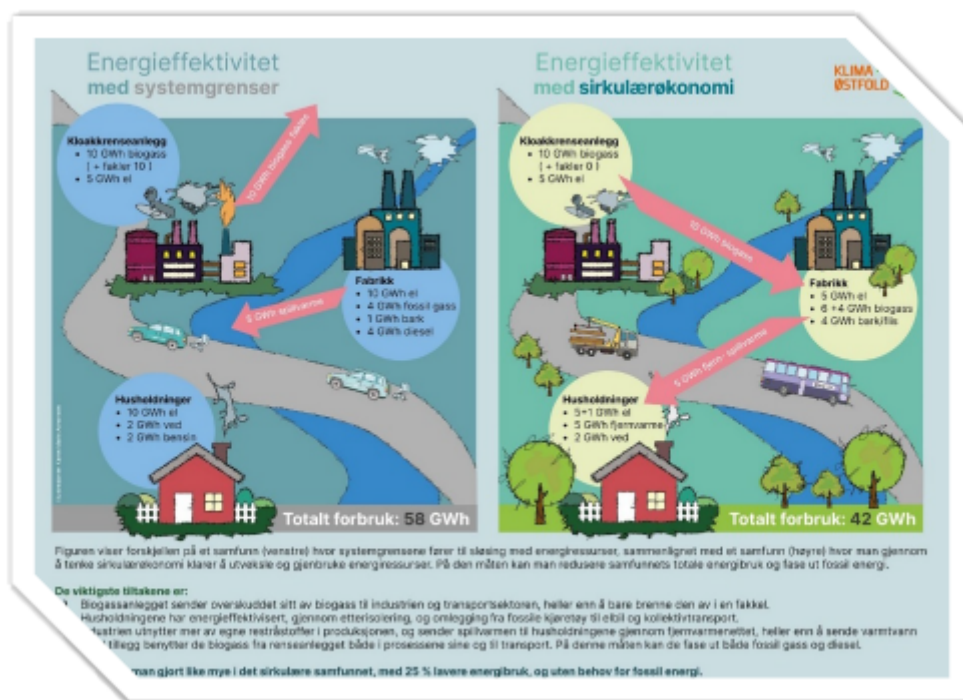 Energieffektivitet
med systemgrenser
Energieffektivitet
med sirkulærøkonomi
KLIMA
ØSTFOLD
Kloakkrenseanlegg
• 10 GWh biogass
( + fakler 10 )
• 5 GWh el
10 GWh biogass fakles
Fabrikk
• 10 GWh el
• 4 GWh fossil gass
• 1 GWh bark
• 4 GWh diesel
5 GWh spillvarme
Husholdninger
• 10 GWh el
• 2 GWh ved
• 2 GWh bensin
Totalt forbruk: 58 GWh
Kloakkrenseanlegg
• 10 GWh biogass
( + fakler 0 )
• 5 GWh el
10 GWh biogass
Fabrikk
• 5 GWh el
• 6 +4 GWh biogass
• 4 GWh bark/flis
5 GWh fjern- spillvarme
Husholdninger
• 5+1 GWh el
• 5 GWh fjernvarme
• 2 GWh ved
Totalt forbruk: 42 GWh
Figuren viser forskjellen på et samfunn (venstre) hvor systemgrensene fører til sløsing med energiressurser, sammenlignet med et samfunn (høyre) hvor man gjennom
å tenke sirkulærøkonomi klarer å utveksle og gjenbruke energiressurser. På den måten kan man redusere samfunnets totale energibruk og fase ut fossil energi.
De viktigste tiltakene er:
Biogassanlegget sender overskuddet sitt av biogass til industrien og transportsektoren, heller enn å bare brenne den av i en fakkel.
Husholdningene har energieffektivisert, gjennom etterisolering, og omlegging fra fossile kjøretøy til elbil og kollektivtransport.
industrien utnytter mer av egne restråstoffer i produksjonen, og sender spillvarmen til husholdningene gjennom fjernvarmenettet, heller enn å sende varmtvann
tillegg benytter de biogass fra renseanlegget både i prosessene sine og til transport. På denne måten kan de fase ut både fossil gass og diesel.
man gjort like mye i det sirkulære samfunnet, med 25 % lavere energibruk, og uten behov for fossil energi.